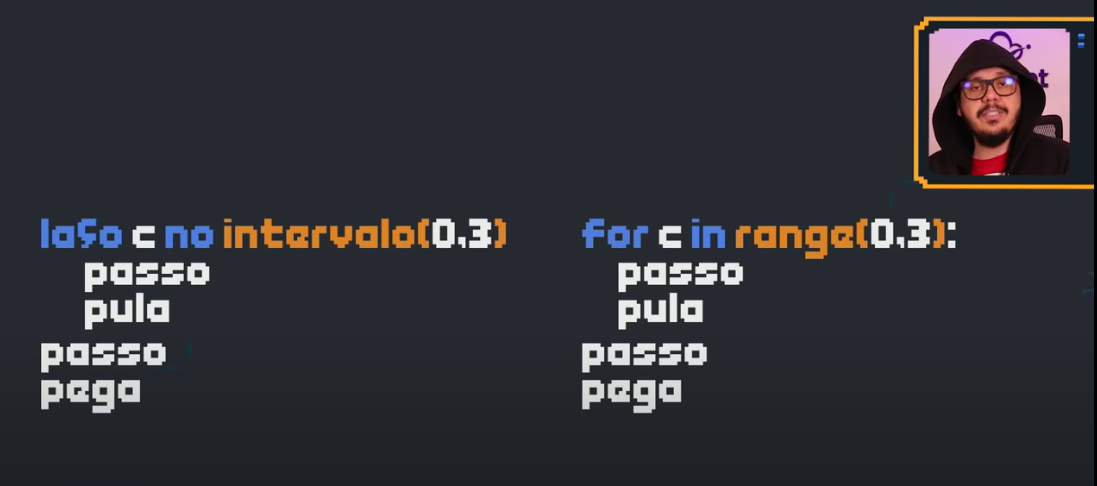 laço c no intervalo(0,3)
passo
pula
passo
pega
for c in range(0,3):
passo
pula
passo
pega